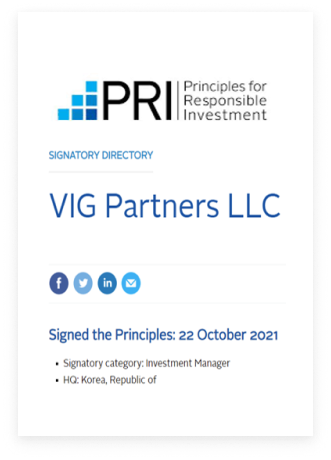 PRI
Principles for
Responsible
Investment
SIGNATORY DIRECTORY
VIG Partners LLC
Signed the Principles: 22 October 2021
Signatory category: Investment Manager
HQ: Korea, Republic of